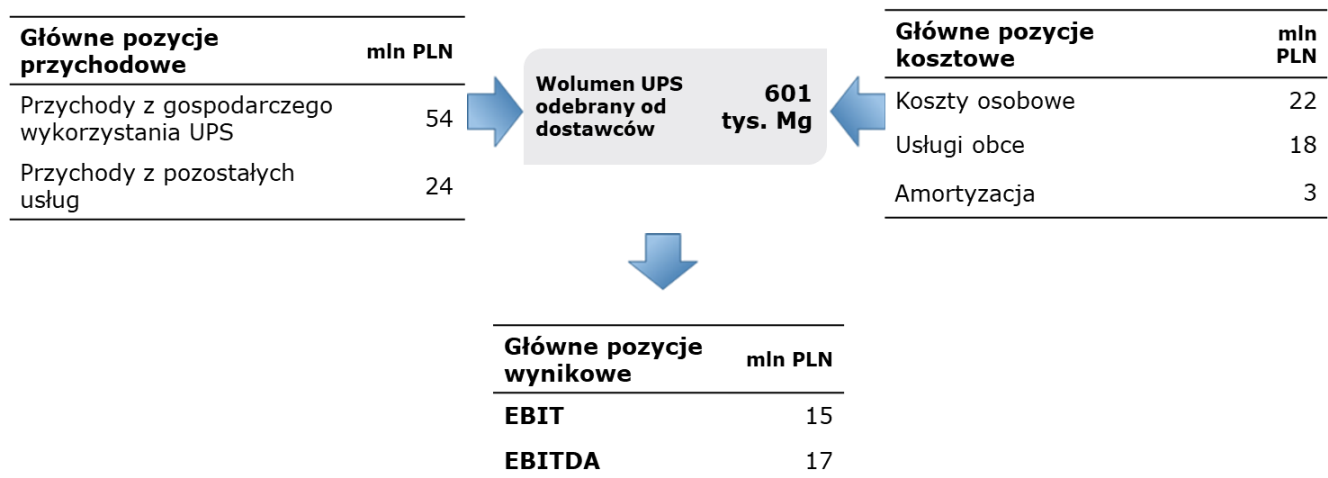 Główne pozycje
przychodowe
mln PLN
Przychody z gospodarczego
wykorzystania UPS
54
Przychody z pozostałych
usług
24
Wolumen UPS
odebrany od
dostawców
601
tys. Mg
Główne pozycje
kosztowe
mln
PLN
Koszty osobowe 22
Usługi obce 18
Amortyzacja 3
Główne pozycje
wynikowe
mln PLN
EBIT 15
EBITDA 17